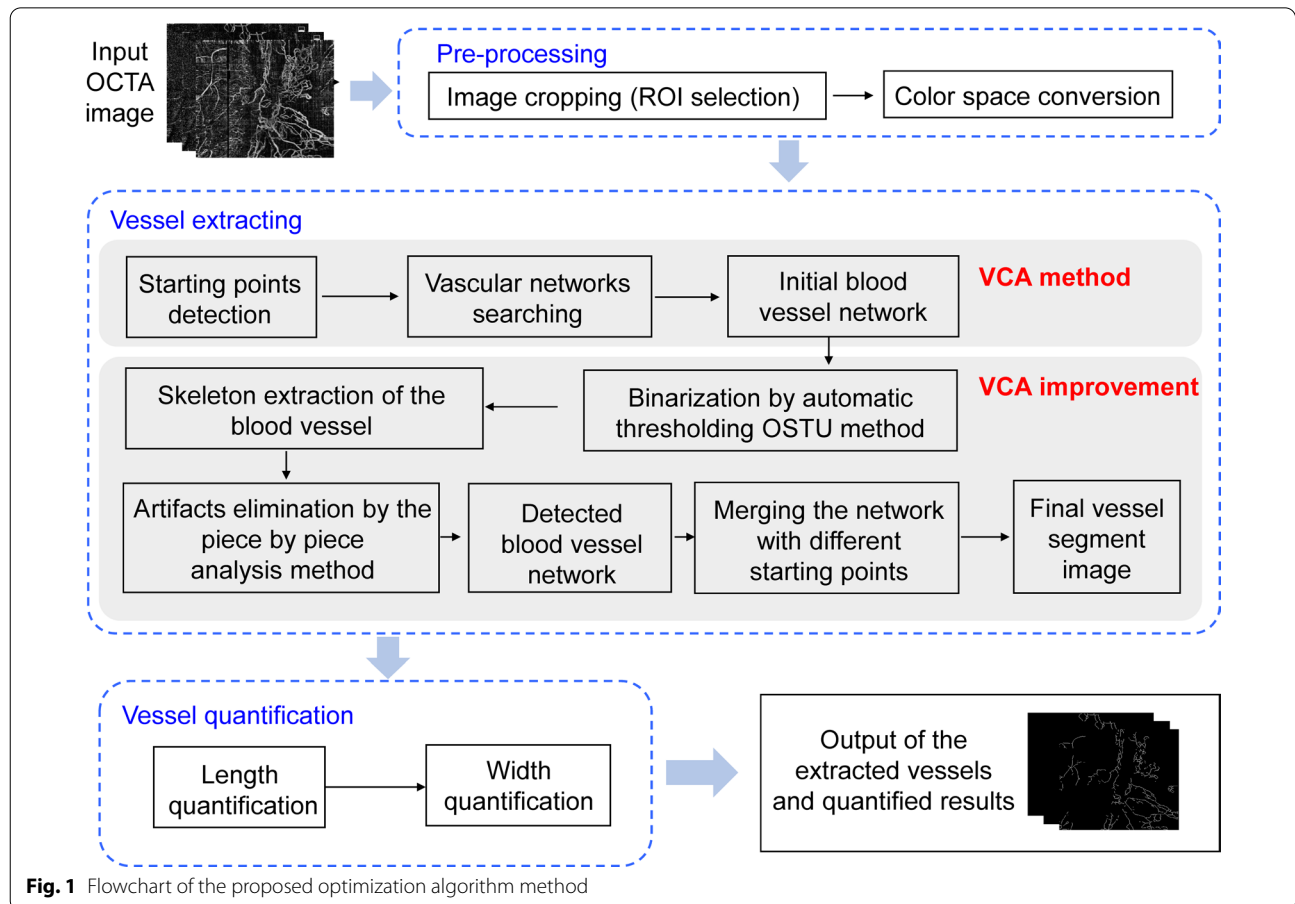 Input
OCTA
image
Pre-processing
Image cropping (ROI selection)
Color space conversion
Vessel extracting
Starting points
detection
Vascular networks
searching
Initial blood
vessel network
VCA method
Skeleton extraction of the
blood vessel
Binarization by automatic
thresholding OSTU method
VCA improvement
Artifacts elimination by the
piece by piece
analysis method
Detected
blood vessel
network
Merging the network
with different
starting points
Final vessel
segment
image
Vessel quantification
Length
quantification
Width
quantification
Output of the
extracted vessels
and quantified results
Fig. 1 Flowchart of the proposed optimization algorithm method